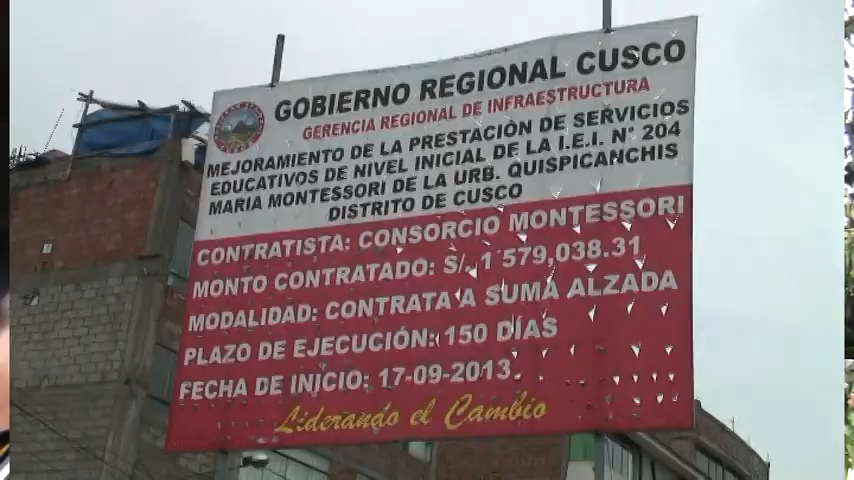 GOBIERNO REGIONAL CUSCO
GERENCIA REGIONAL DE INFRAESTRUCTURA
MEJORAMIENTO DE LA PRESTACIÓN DE SERVICIOS
EDUCATIVOS DE NIVEL INICIAL DE LA I.E.I. N° 204
MARIA MONTESSORI DE LA URB. QUISPICANCHIS
DISTRITO DE CUSCO
CONTRATISTA: CONSORCIO MONTESSORI
MONTO CONTRATADO: S/. 1'579,038.31
MODALIDAD: CONTRATA A SUMA ALZADA
PLAZO DE EJECUCIÓN: 150 DÍAS
FECHA DE INICIO: 17-09-2013.
Liderando el Cambio